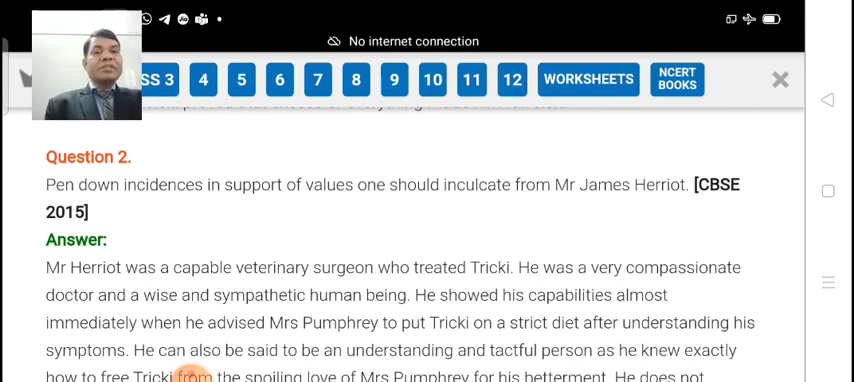 No internet connection
SS 3 4 5 6 7 8 9 10 11 12 WORKSHEETS NCERT BOOKS
Question 2.
Pen down incidences in support of values one should inculcate from Mr James Herriot. [CBSE
2015]
Answer:
Mr Herriot was a capable veterinary surgeon who treated Tricki. He was a very compassionate
doctor and a wise and sympathetic human being. He showed his capabilities almost
immediately when he advised Mrs Pumphrey to put Tricki on a strict diet after understanding his
symptoms. He can also be said to be an understanding and tactful person as he knew exactly
how to free Tricki from the spoiling love of Mrs Pumphrey for his betterment. He does not